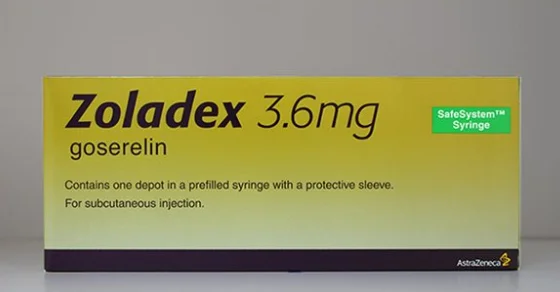 Zoladex 3.6mg
goserelin
SafeSystem™
Syringe
Contains one depot in a prefilled syringe with a protective sleeve.
For subcutaneous injection.
AstraZeneca